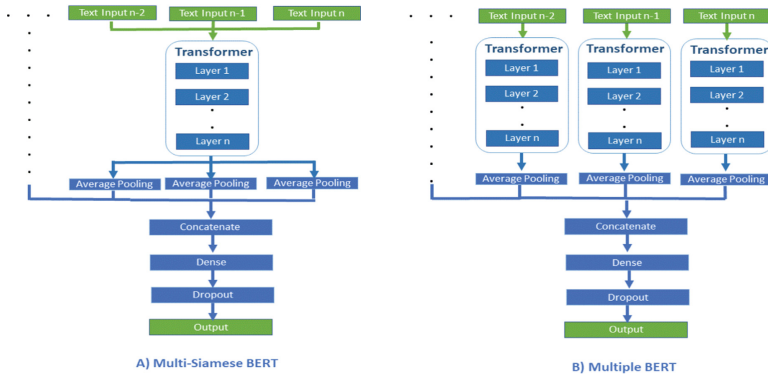 Text Input n-2 Text Input n-1 Text Input n
Transformer
Layer 1
Layer 2
Layer n
Average Pooling Average Pooling Average Pooling
Concatenate
Dense
Dropout
Output
A) Multi-Siamese BERT
Text Input n-2 Text Input n-1 Text Input n
Transformer Transformer Transformer
Layer 1 Layer 1 Layer 1
Layer 2 Layer 2 Layer 2
Layer n Layer n Layer n
Average Pooling Average Pooling Average Pooling
Concatenate
Dense
Dropout
Output
B) Multiple BERT